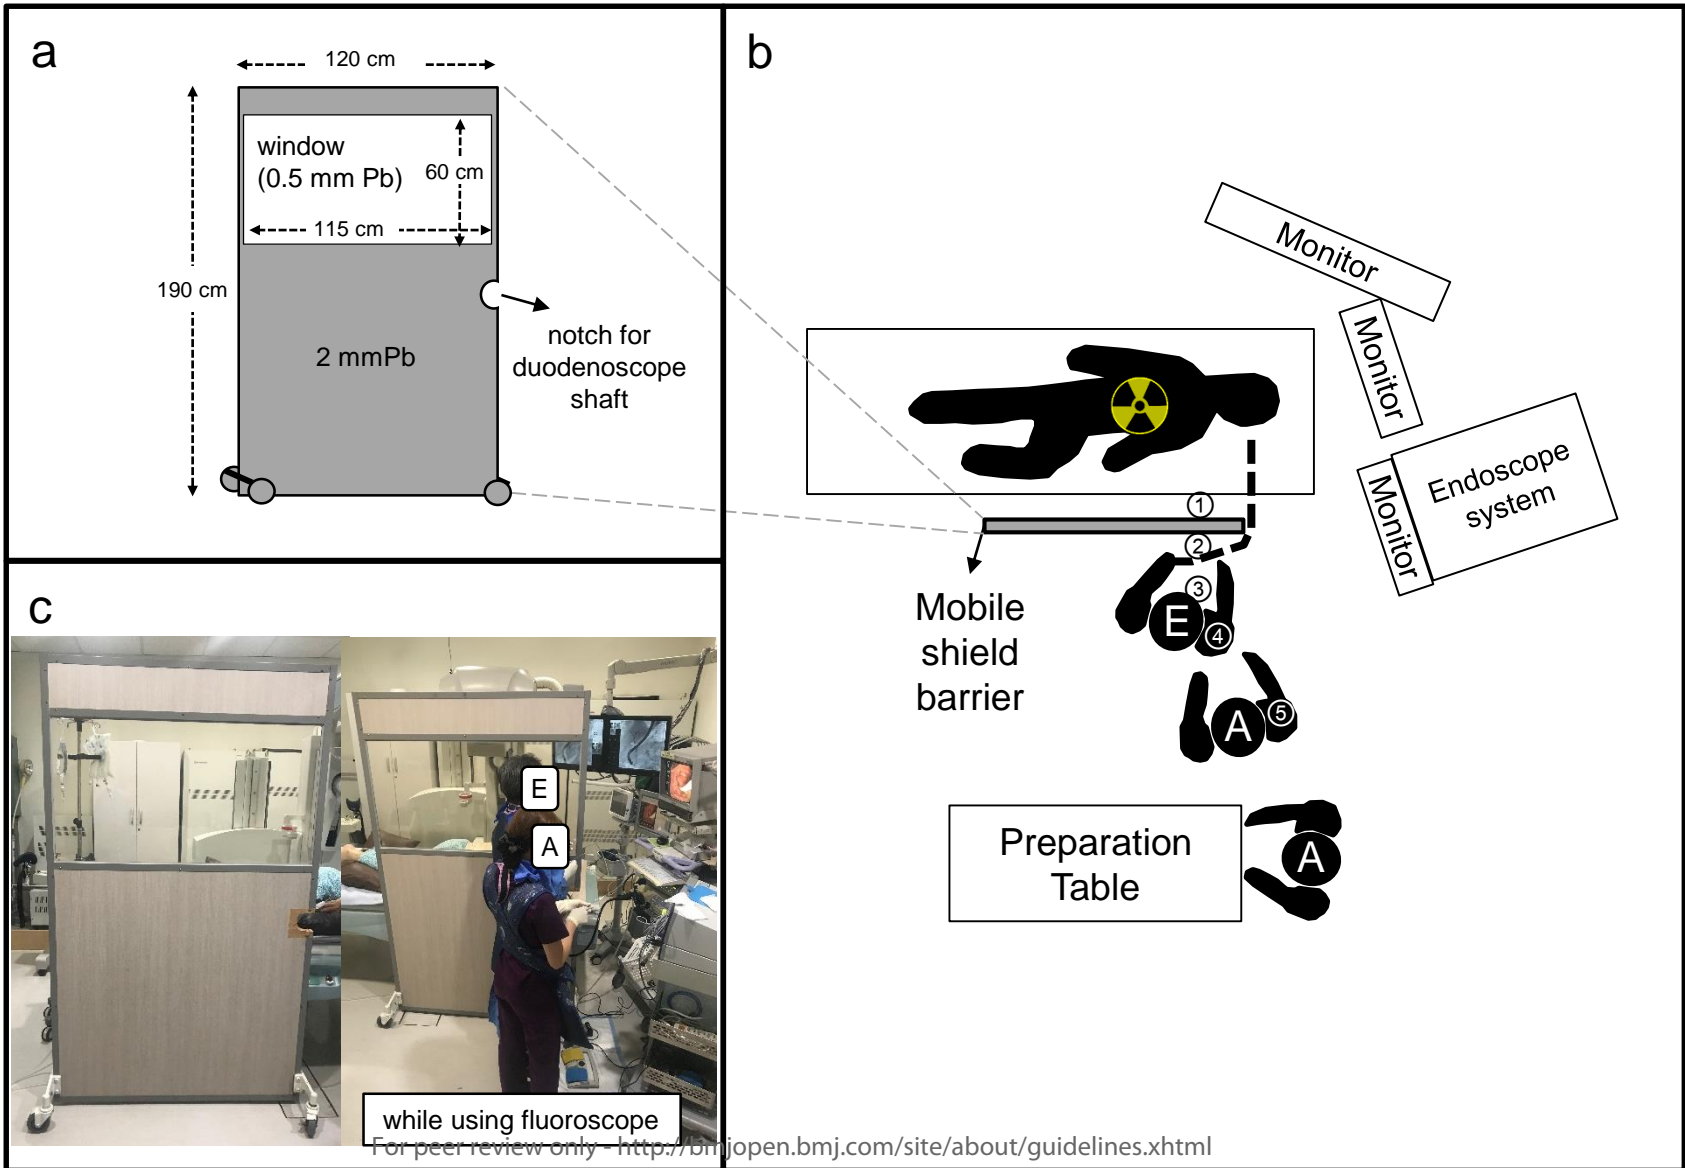 a
120 cm
window
(0.5 mm Pb)
60 cm
115 cm
190 cm
2 mmPb
notch for
duodenoscope
shaft
b
Monitor
Monitor
Monitor
Endoscope
system
1
2
3
4
5
E
A
A
Mobile
shield
barrier
Preparation
Table
c
E
A
while using fluoroscope
For peer review only - http://bmjopen.bmj.com/site/about/guidelines.xhtml